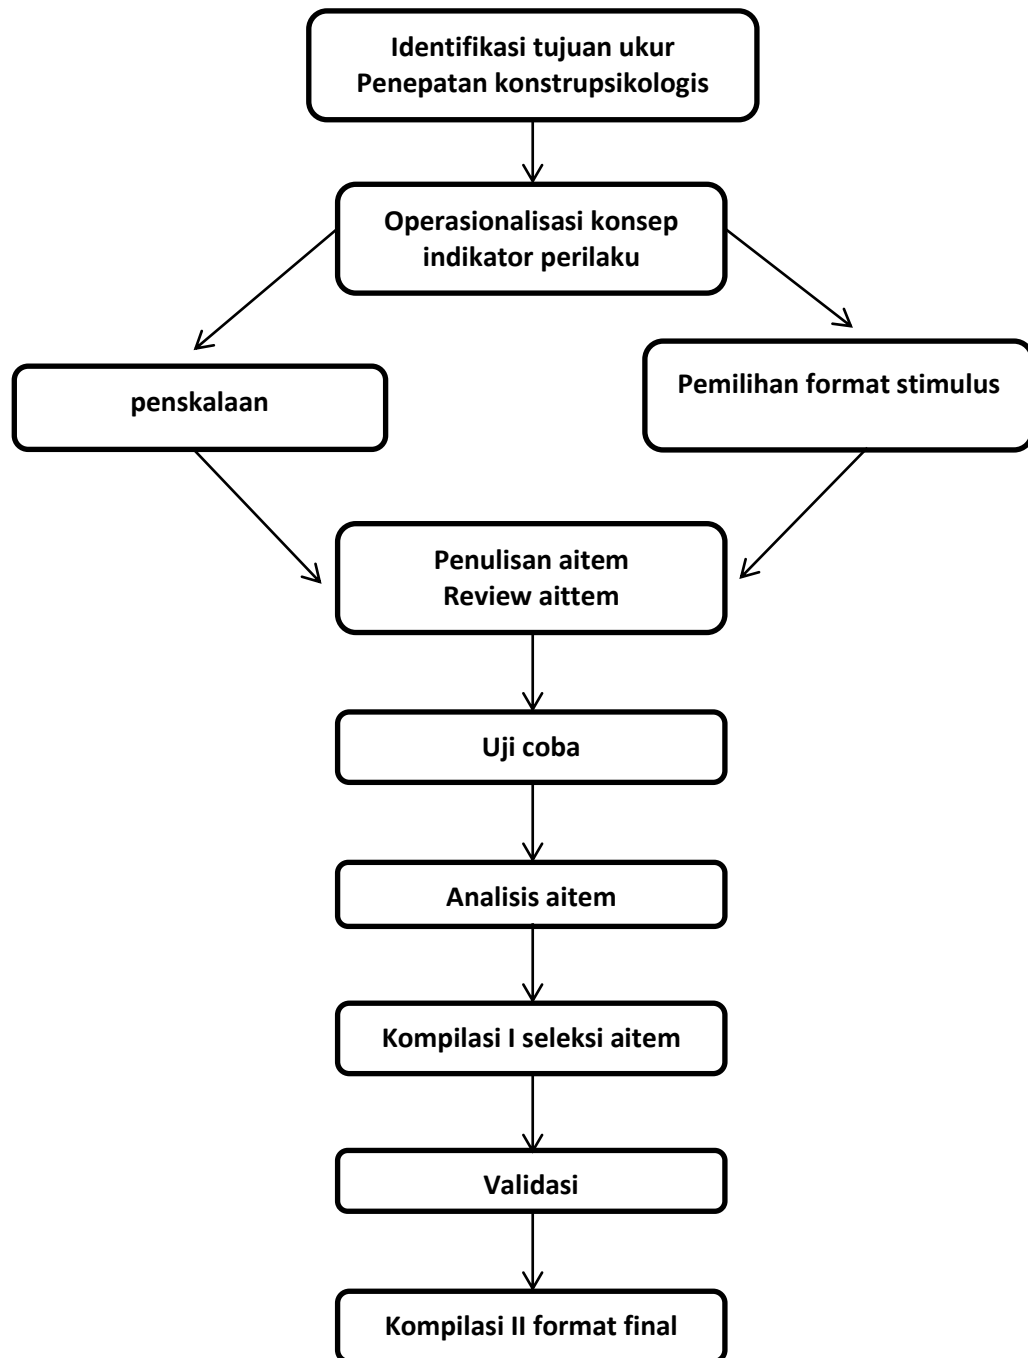 Identifikasi tujuan ukur
Penepatan konstrupsikologis
Operasionalisasi konsep
indikator perilaku
penskalaan
Pemilihan format stimulus
Penulisan aitem
Review aittem
Uji coba
Analisis aitem
Kompilasi I seleksi aitem
Validasi
Kompilasi II format final